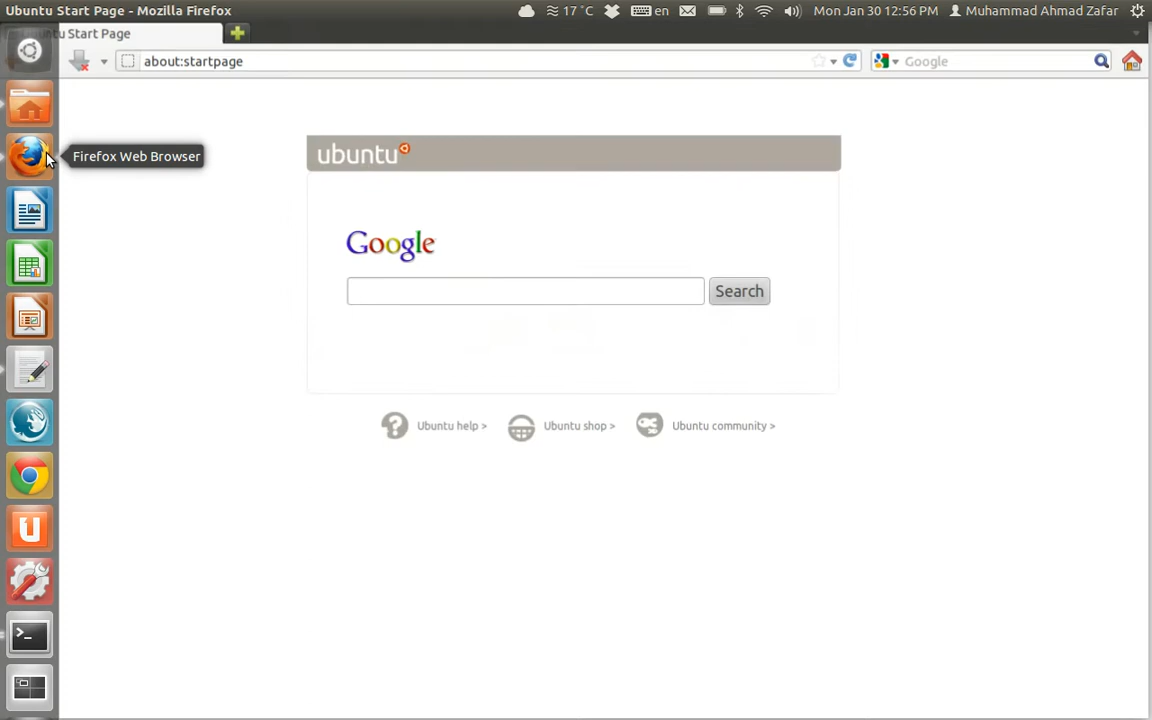 Ubuntu Start Page - Mozilla Firefox
17 °C
en
Mon Jan 30 12:56 PM
Muhammad Ahmad Zafar
Ubuntu Start Page
about:startpage
Google
Firefox Web Browser
ubuntu
Google
Search
Ubuntu help >
Ubuntu shop >
Ubuntu community >